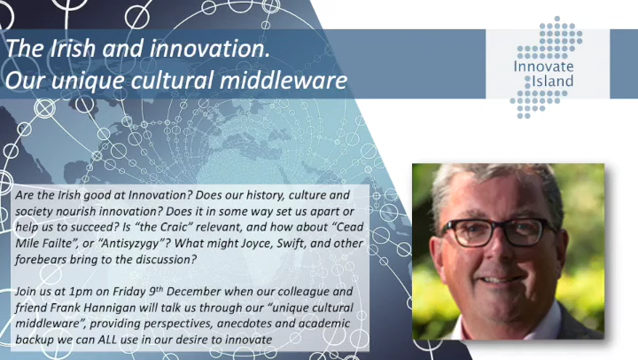 The Irish and innovation.
Our unique cultural middleware
Innovate
Island
Are the Irish good at Innovation? Does our history, culture and
society nourish innovation? Does it in some way set us apart or
help us to succeed? Is “the Craic” relevant, and how about “Cead
Mile Failte”, or “Antisyzygy”? What might Joyce, Swift, and other
forebears bring to the discussion?
Join us at 1pm on Friday 9th December when our colleague and
friend Frank Hannigan will talk us through our “unique cultural
middleware”, providing perspectives, anecdotes and academic
backup we can ALL use in our desire to innovate